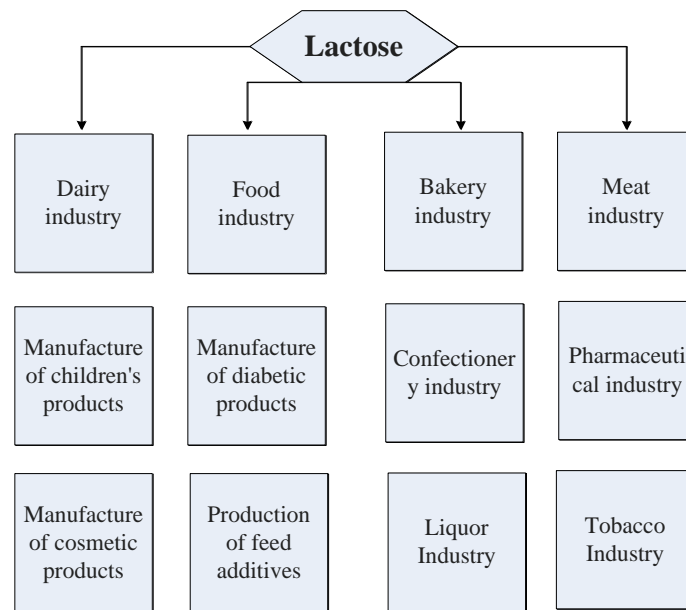 Lactose
Dairy
industry
Food
industry
Bakery
industry
Meat
industry
Manufacture
of children's
products
Manufacture
of diabetic
products
Confectioner
y industry
Pharmaceuti
cal industry
Manufacture
of cosmetic
products
Production
of feed
additives
Liquor
Industry
Tobacco
Industry